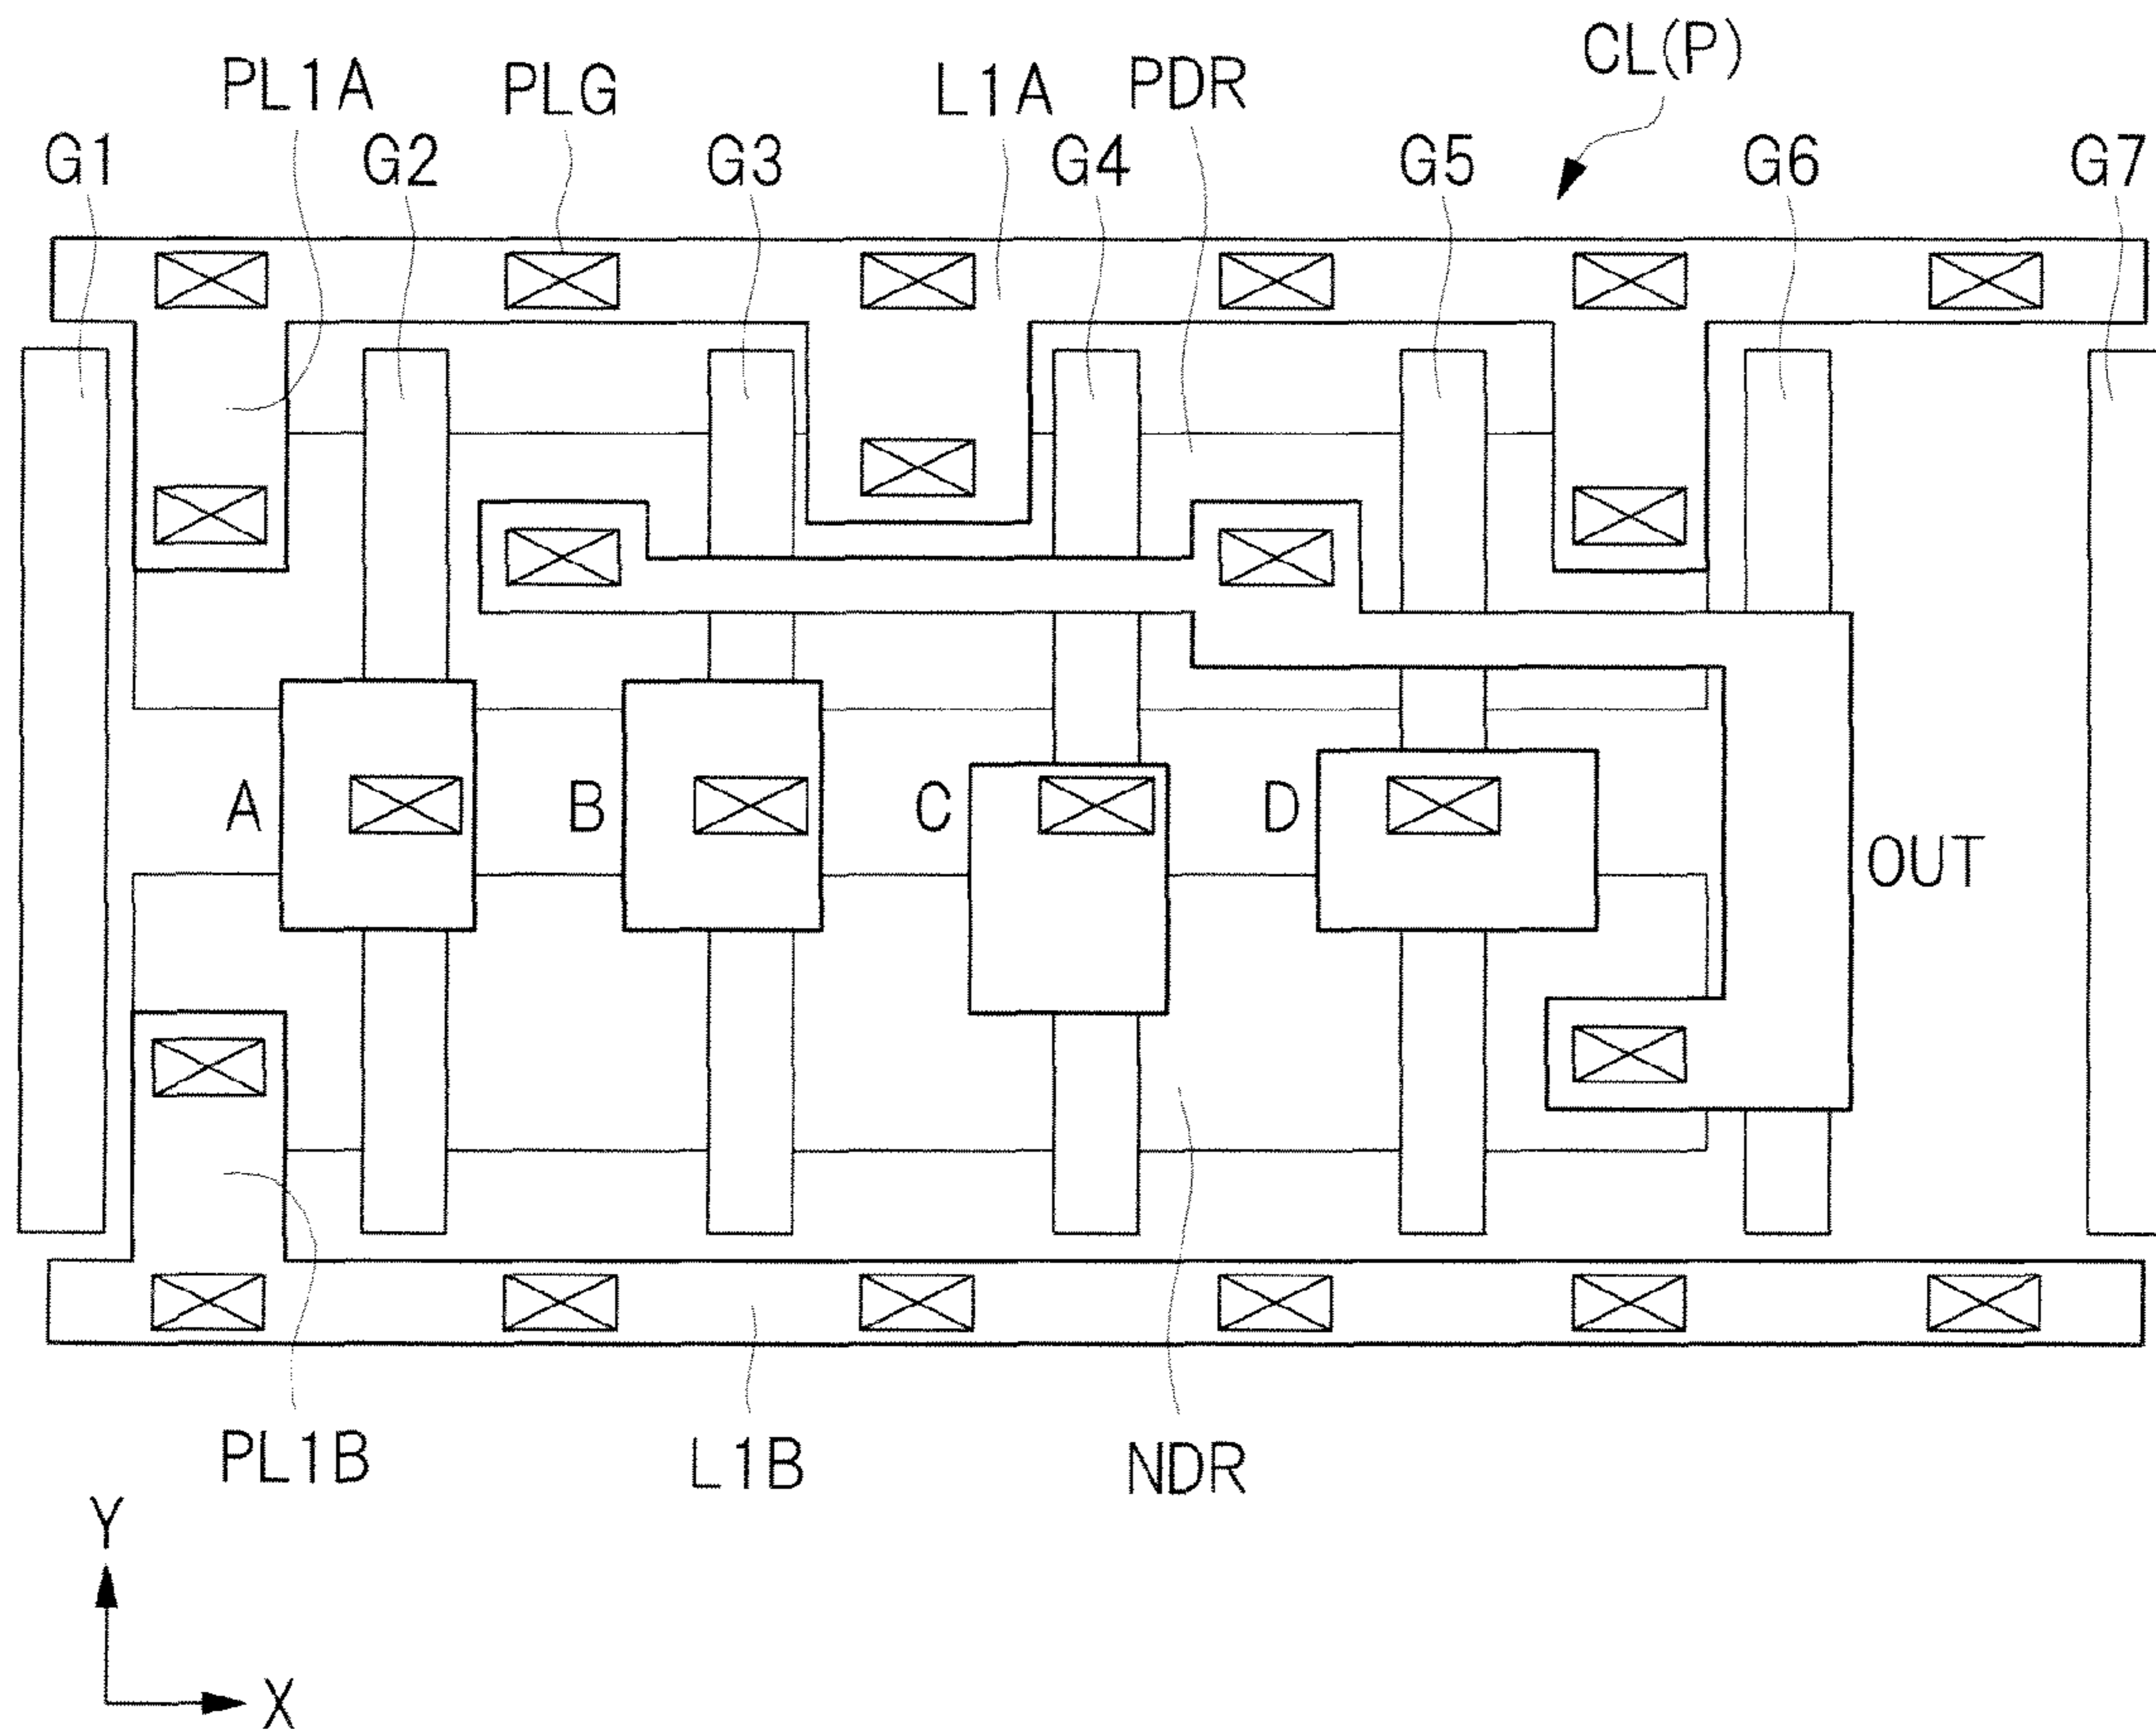 CL(P)
PL1A PLG L1A PDR
G1 G2 G3 G4 G5 G6 G7
A B C D
OUT
PL1B L1B NDR
Y
X